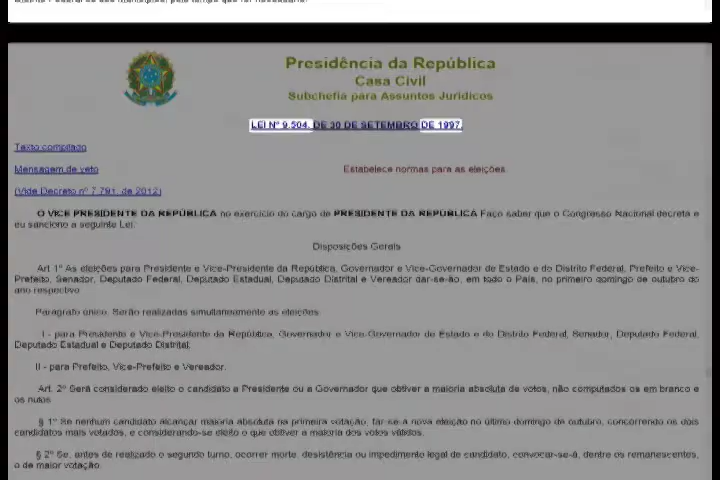 Presidência da República
Casa Civil
Subchefia para Assuntos Jurídicos
LEI Nº 9.504, DE 30 DE SETEMBRO DE 1997.
Texto compilado
Mensagem de veto
Estabelece normas para as eleições.
(Vide Decreto nº 7.791, de 2012)
O VICE PRESIDENTE DA REPÚBLICA no exercício do cargo de PRESIDENTE DA REPÚBLICA Faço saber que o Congresso Nacional decreta e
eu sanciono a seguinte Lei:
Disposições Gerais
Art. 1º As eleições para Presidente e Vice-Presidente da República, Governador e Vice-Governador de Estado e do Distrito Federal, Prefeito e Vice-
Prefeito, Senador, Deputado Federal, Deputado Estadual, Deputado Distrital e Vereador dar-se-ão, em todo o País, no primeiro domingo de outubro do
ano respectivo.
Parágrafo único. Serão realizadas simultaneamente as eleições:
I - para Presidente e Vice-Presidente da República, Governador e Vice-Governador de Estado e do Distrito Federal, Senador, Deputado Federal,
Deputado Estadual e Deputado Distrital;
II - para Prefeito, Vice-Prefeito e Vereador.
Art. 2º Será considerado eleito o candidato a Presidente ou a Governador que obtiver a maioria absoluta de votos, não computados os em branco e
os nulos.
§ 1º Se nenhum candidato alcançar maioria absoluta na primeira votação, far-se-á nova eleição no último domingo de outubro, concorrendo os dois
candidatos mais votados, e considerando-se eleito o que obtiver a maioria dos votos válidos.
§ 2º Se, antes de realizado o segundo turno, ocorrer morte, desistência ou impedimento legal de candidato, convocar-se-á, dentre os remanescentes,
o de maior votação.